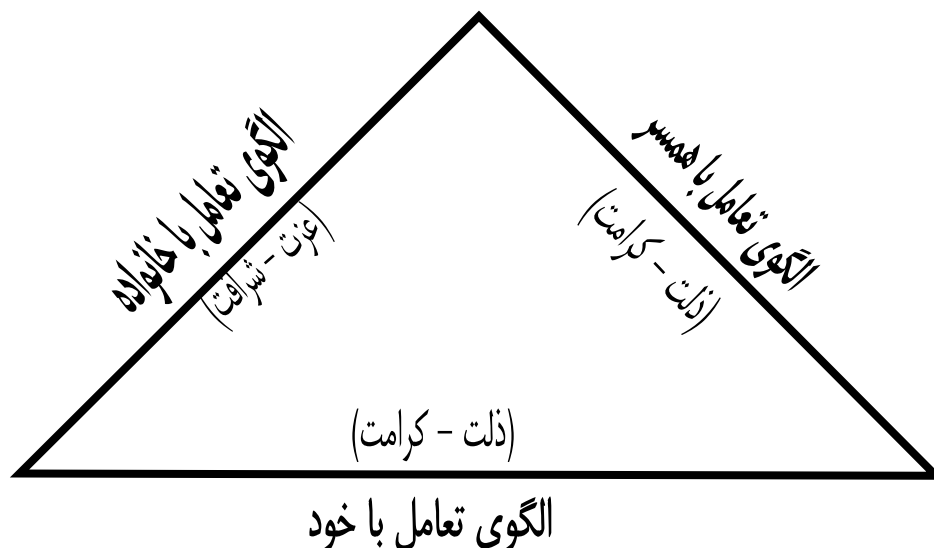 الگوی تعامل با همسر
(ذلت - کرامت)
الگوی تعامل با خانواده
(عزت - شرافت)
(ذلت – کرامت)
الگوی تعامل با خود